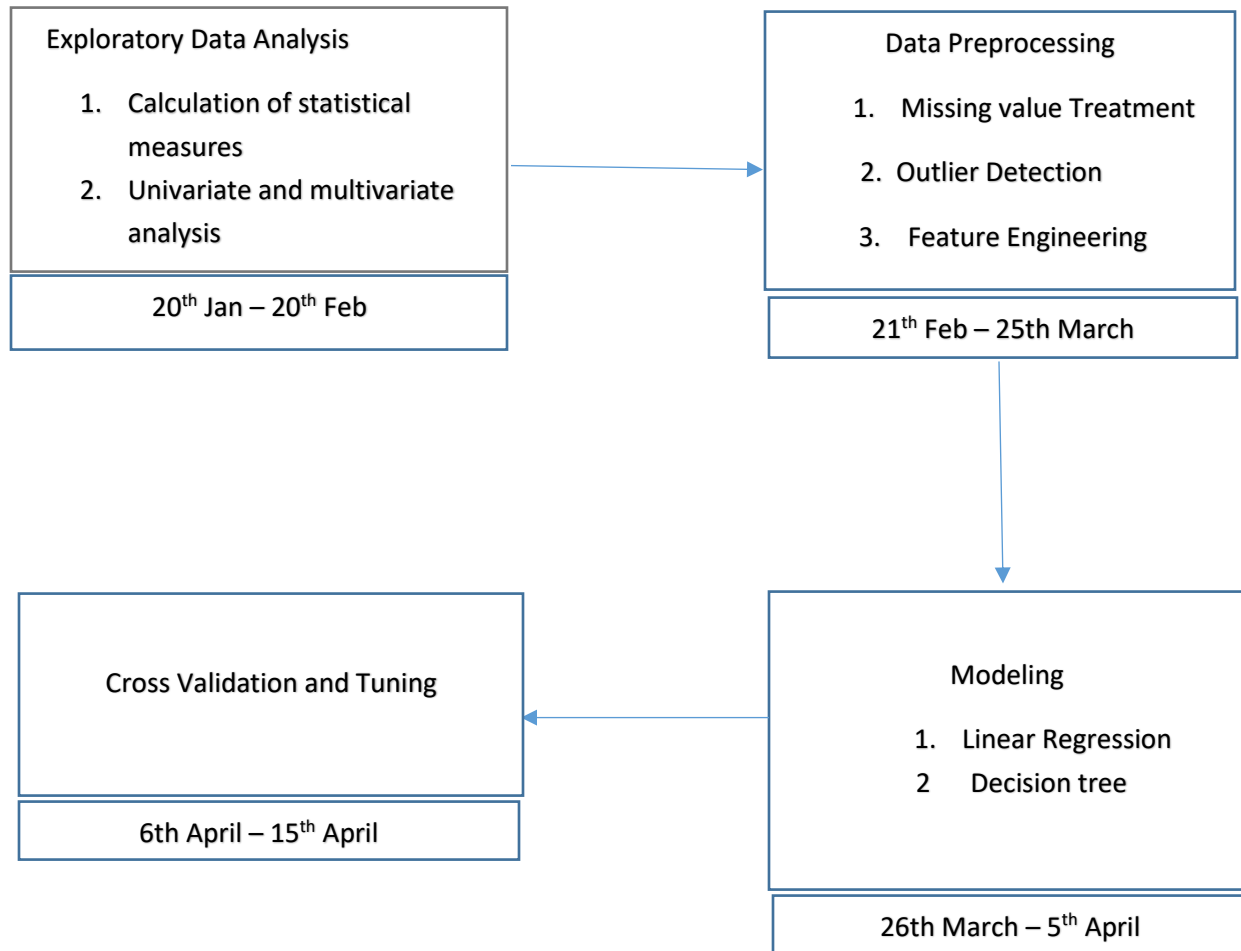 Exploratory Data Analysis
1. Calculation of statistical
measures
2. Univariate and multivariate
analysis
20th Jan – 20th Feb
Data Preprocessing
1. Missing value Treatment
2. Outlier Detection
3. Feature Engineering
21th Feb – 25th March
Modeling
1. Linear Regression
2 Decision tree
26th March – 5th April
Cross Validation and Tuning
6th April – 15th April